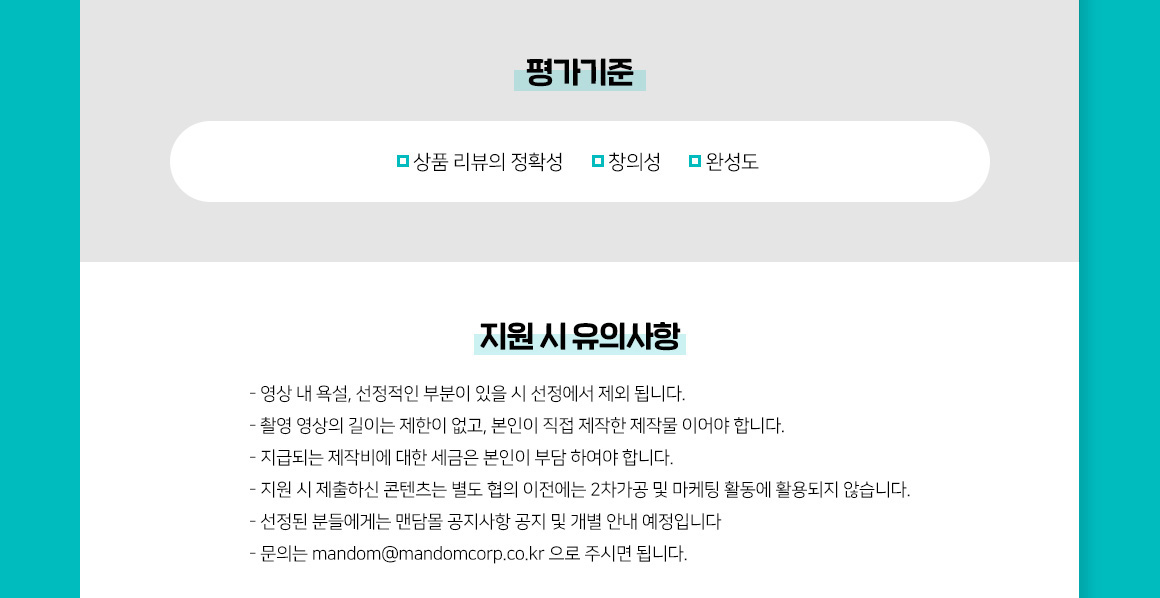 평가기준
상품 리뷰의 정확성 창의성 완성도
지원 시 유의사항
- 영상 내 욕설, 선정적인 부분이 있을 시 선정에서 제외 됩니다.
- 촬영 영상의 길이는 제한이 없고, 본인이 직접 제작한 제작물 이어야 합니다.
- 지급되는 제작비에 대한 세금은 본인이 부담 하여야 합니다.
- 지원 시 제출하신 콘텐츠는 별도 협의 이전에는 2차가공 및 마케팅 활동에 활용되지 않습니다.
- 선정된 분들에게는 맨담몰 공지사항 공지 및 개별 안내 예정입니다
- 문의는 mandom@mandomcorp.co.kr 으로 주시면 됩니다.